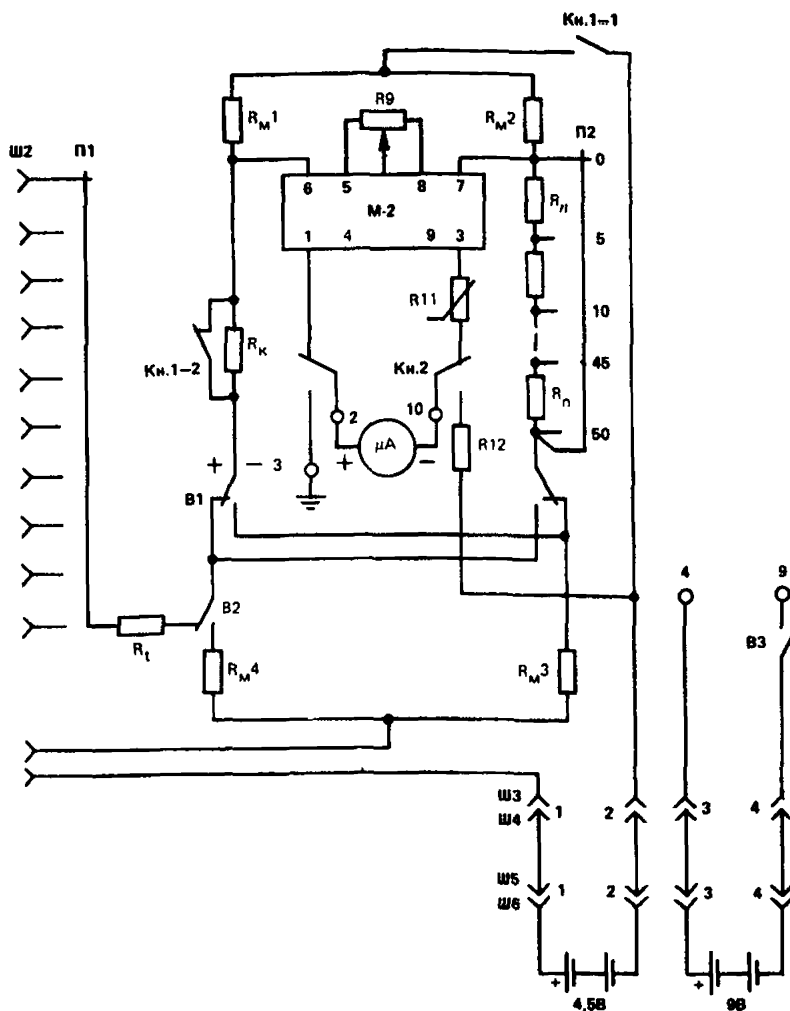 Кн.1-1
R9
Rм1
Rм2
П2
Ш2
П1
0
6
5
8
7
Rп
М-2
1
4
9
3
5
R11
10
Rк
Кн.1-2
Кн.2
45
Rп
2
10
μA
R12
50
+
-
3
+
-
В1
4
9
В2
В3
Rt
Rм4
Rм3
Ш3
Ш4
1
2
3
4
Ш5
Ш6
1
2
3
4
+
4,5В
+
9В